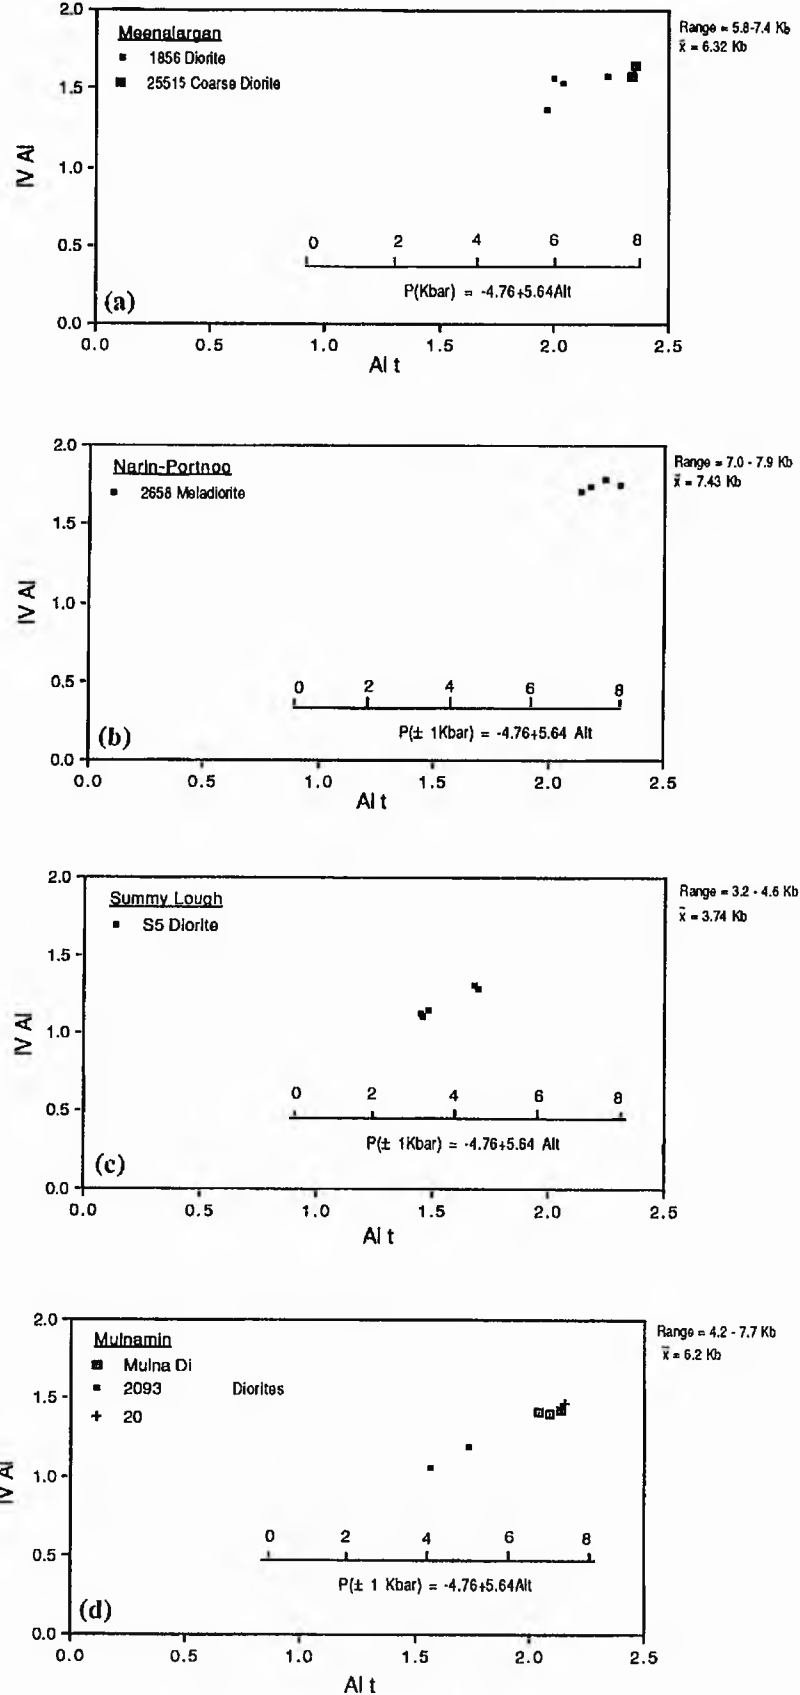 Meenalargan
1856 Diorite
25515 Coarse Diorite
Range = 5.8-7.4 Kb
x̄ = 6.32 Kb
2.0
1.5
1.0
0.5
0.0
IV Al
0 2 4 6 8
P(Kbar) = -4.76+5.64Alt
(a)
0.0 0.5 1.0 1.5 2.0 2.5
Al t
Narin-Portnoo
2658 Meladiorite
Range = 7.0 - 7.9 Kb
x̄ = 7.43 Kb
2.0
1.5
1.0
0.5
0.0
IV Al
0 2 4 6 8
P(± 1Kbar) = -4.76+5.64 Alt
(b)
0.0 0.5 1.0 1.5 2.0 2.5
Al t
Summy Lough
S5 Diorite
Range = 3.2 - 4.6 Kb
x̄ = 3.74 Kb
2.0
1.5
1.0
0.5
0.0
IV Al
0 2 4 6 8
P(± 1Kbar) = -4.76+5.64 Alt
(c)
0.0 0.5 1.0 1.5 2.0 2.5
Al t
Mulnamin
Mulna Di
2093 Diorites
20
Range = 4.2 - 7.7 Kb
x̄ = 6.2 Kb
2.0
1.5
1.0
0.5
0.0
IV Al
0 2 4 6 8
P(± 1 Kbar) = -4.76+5.64Alt
(d)
0.0 0.5 1.0 1.5 2.0 2.5
Al t